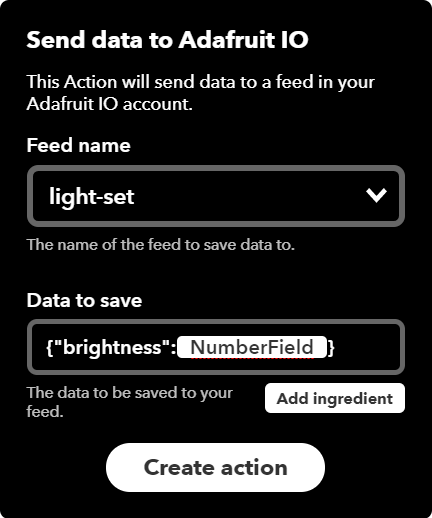 Send data to Adafruit IO
This Action will send data to a feed in your
Adafruit IO account.
Feed name
light-set
The name of the feed to save data to.
Data to save
{"brightness": NumberField }
The data to be saved to your
feed.
Add ingredient
Create action